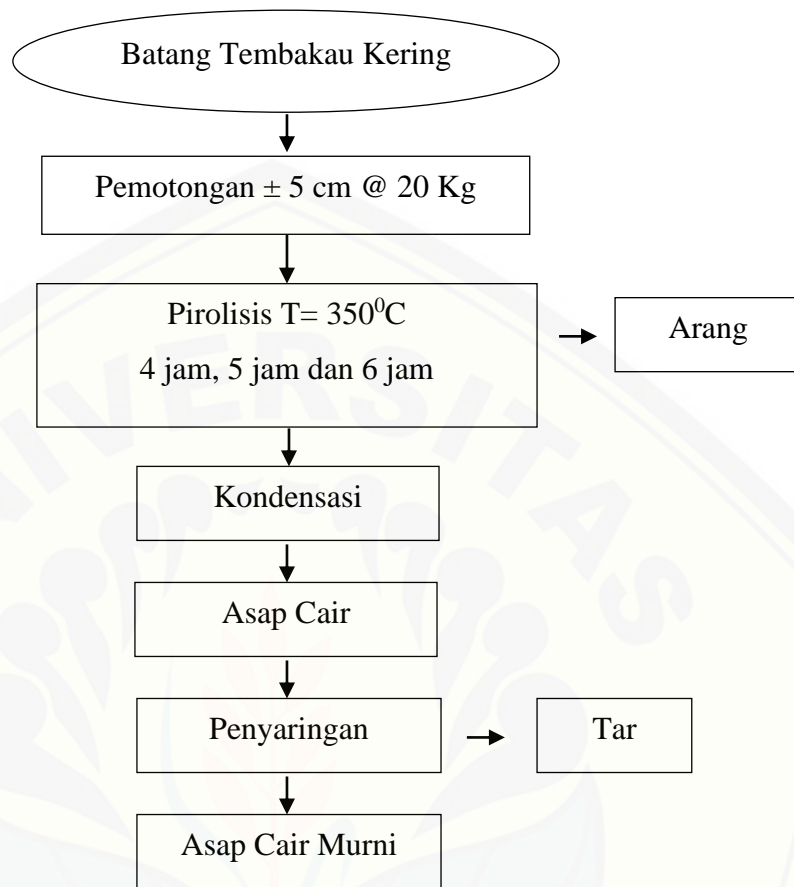 Batang Tembakau Kering
Pemotongan ± 5 cm @ 20 Kg
Pirolisis T= 350⁰C
4 jam, 5 jam dan 6 jam
Arang
Kondensasi
Asap Cair
Penyaringan
Tar
Asap Cair Murni
UNIVERSITAS